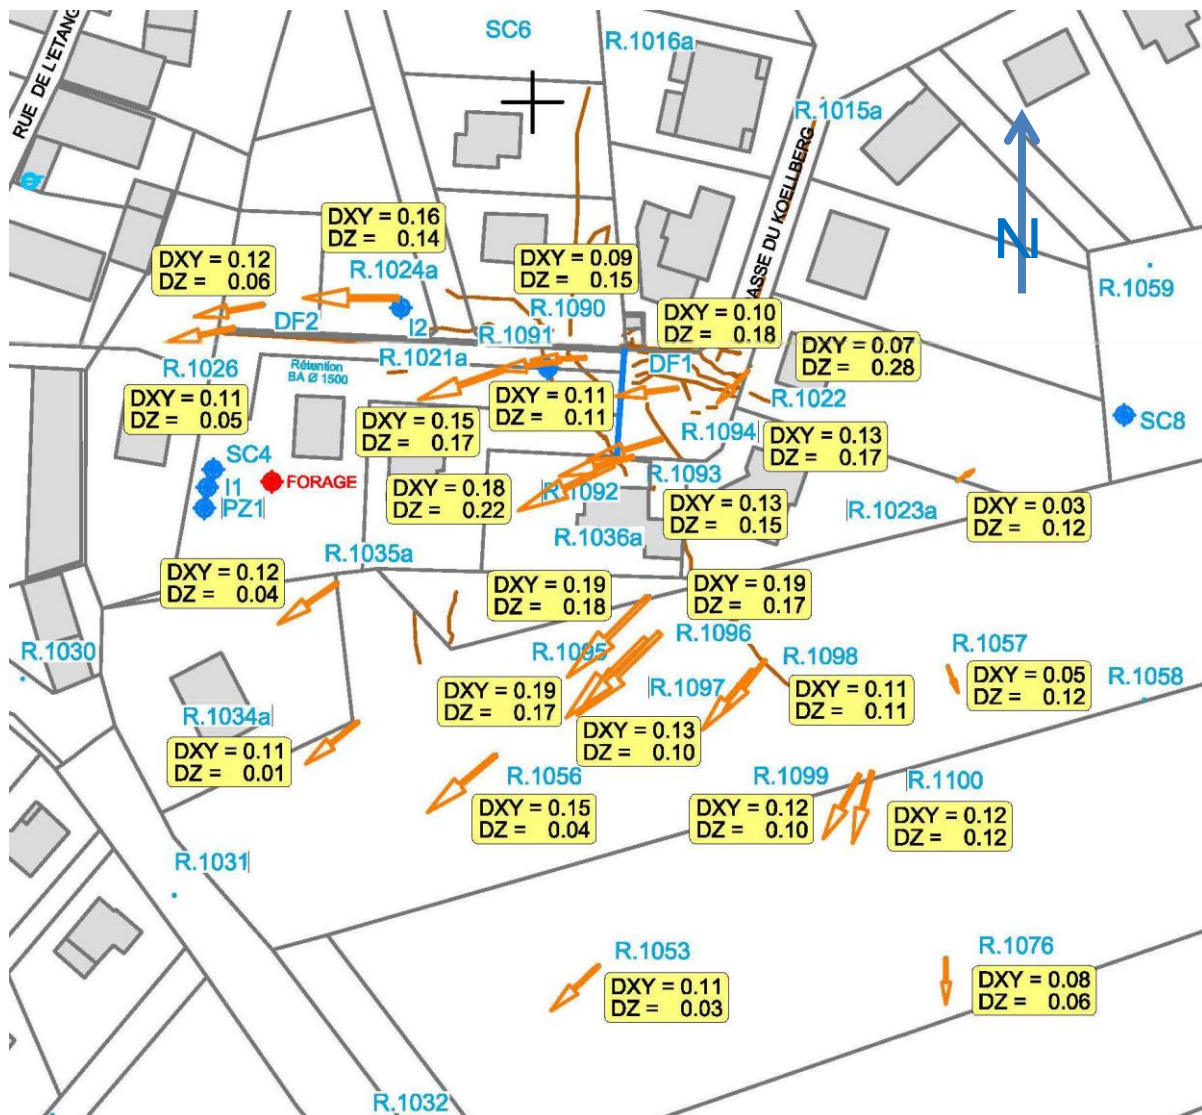 SC6
R.1016a
RUE DE L'ETANG
R.1015a
ASSE DU KOELLBERG
N
DXY = 0.16
DZ = 0.14
DXY = 0.12
DZ = 0.06
DXY = 0.09
DZ = 0.15
R.1024a
R.1059
R.1090
I2
DF2
R.1091
DXY = 0.10
DZ = 0.18
DXY = 0.07
DZ = 0.28
R.1021a
R.1026
Rétention
BA Ø 1500
DF1
DXY = 0.11
DZ = 0.05
DXY = 0.11
DZ = 0.11
R.1022
SC8
DXY = 0.15
DZ = 0.17
R.1094
DXY = 0.13
DZ = 0.17
SC4
I1
FORAGE
PZ1
R.1093
DXY = 0.18
DZ = 0.22
R.1092
DXY = 0.13
DZ = 0.15
R.1023a
DXY = 0.03
DZ = 0.12
R.1036a
R.1035a
DXY = 0.12
DZ = 0.04
DXY = 0.19
DZ = 0.18
DXY = 0.19
DZ = 0.17
R.1030
R.1095
R.1096
R.1098
R.1057
DXY = 0.19
DZ = 0.17
R.1097
DXY = 0.11
DZ = 0.11
DXY = 0.05
DZ = 0.12
R.1058
R.1034a
DXY = 0.11
DZ = 0.01
DXY = 0.13
DZ = 0.10
R.1056
DXY = 0.15
DZ = 0.04
R.1099
DXY = 0.12
DZ = 0.10
R.1100
DXY = 0.12
DZ = 0.12
R.1031
R.1053
DXY = 0.11
DZ = 0.03
R.1076
DXY = 0.08
DZ = 0.06
R.1032